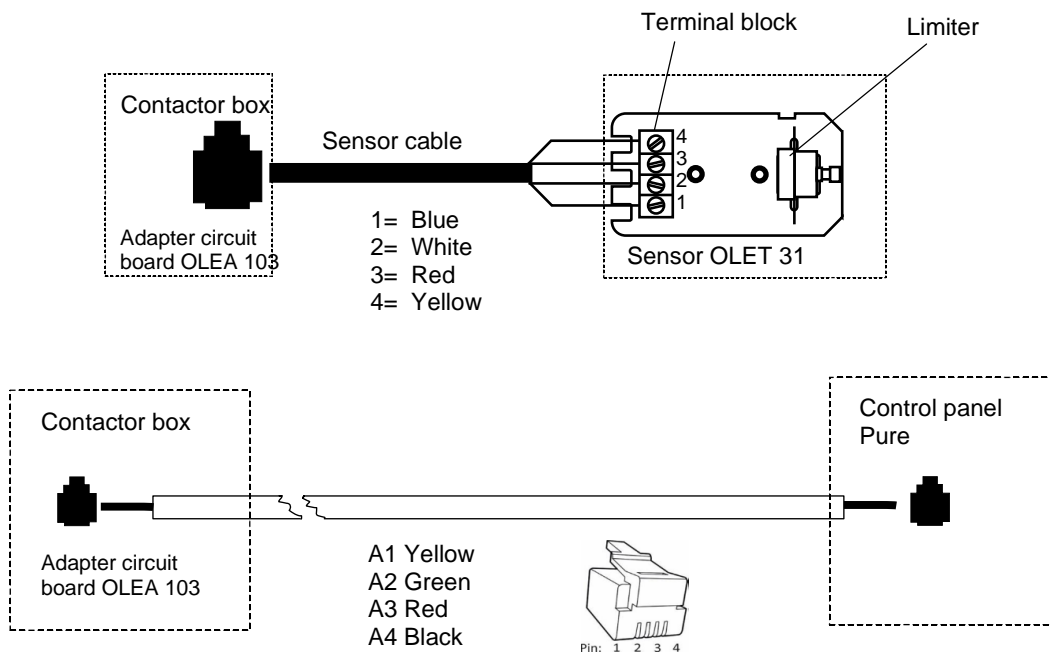 Terminal block
Limiter
Contactor box
Sensor cable
4
3
2
1
1= Blue
2= White
3= Red
4= Yellow
Adapter circuit
board OLEA 103
Sensor OLET 31
Contactor box
Control panel
Pure
Adapter circuit
board OLEA 103
A1 Yellow
A2 Green
A3 Red
A4 Black
Pin: 1 2 3 4